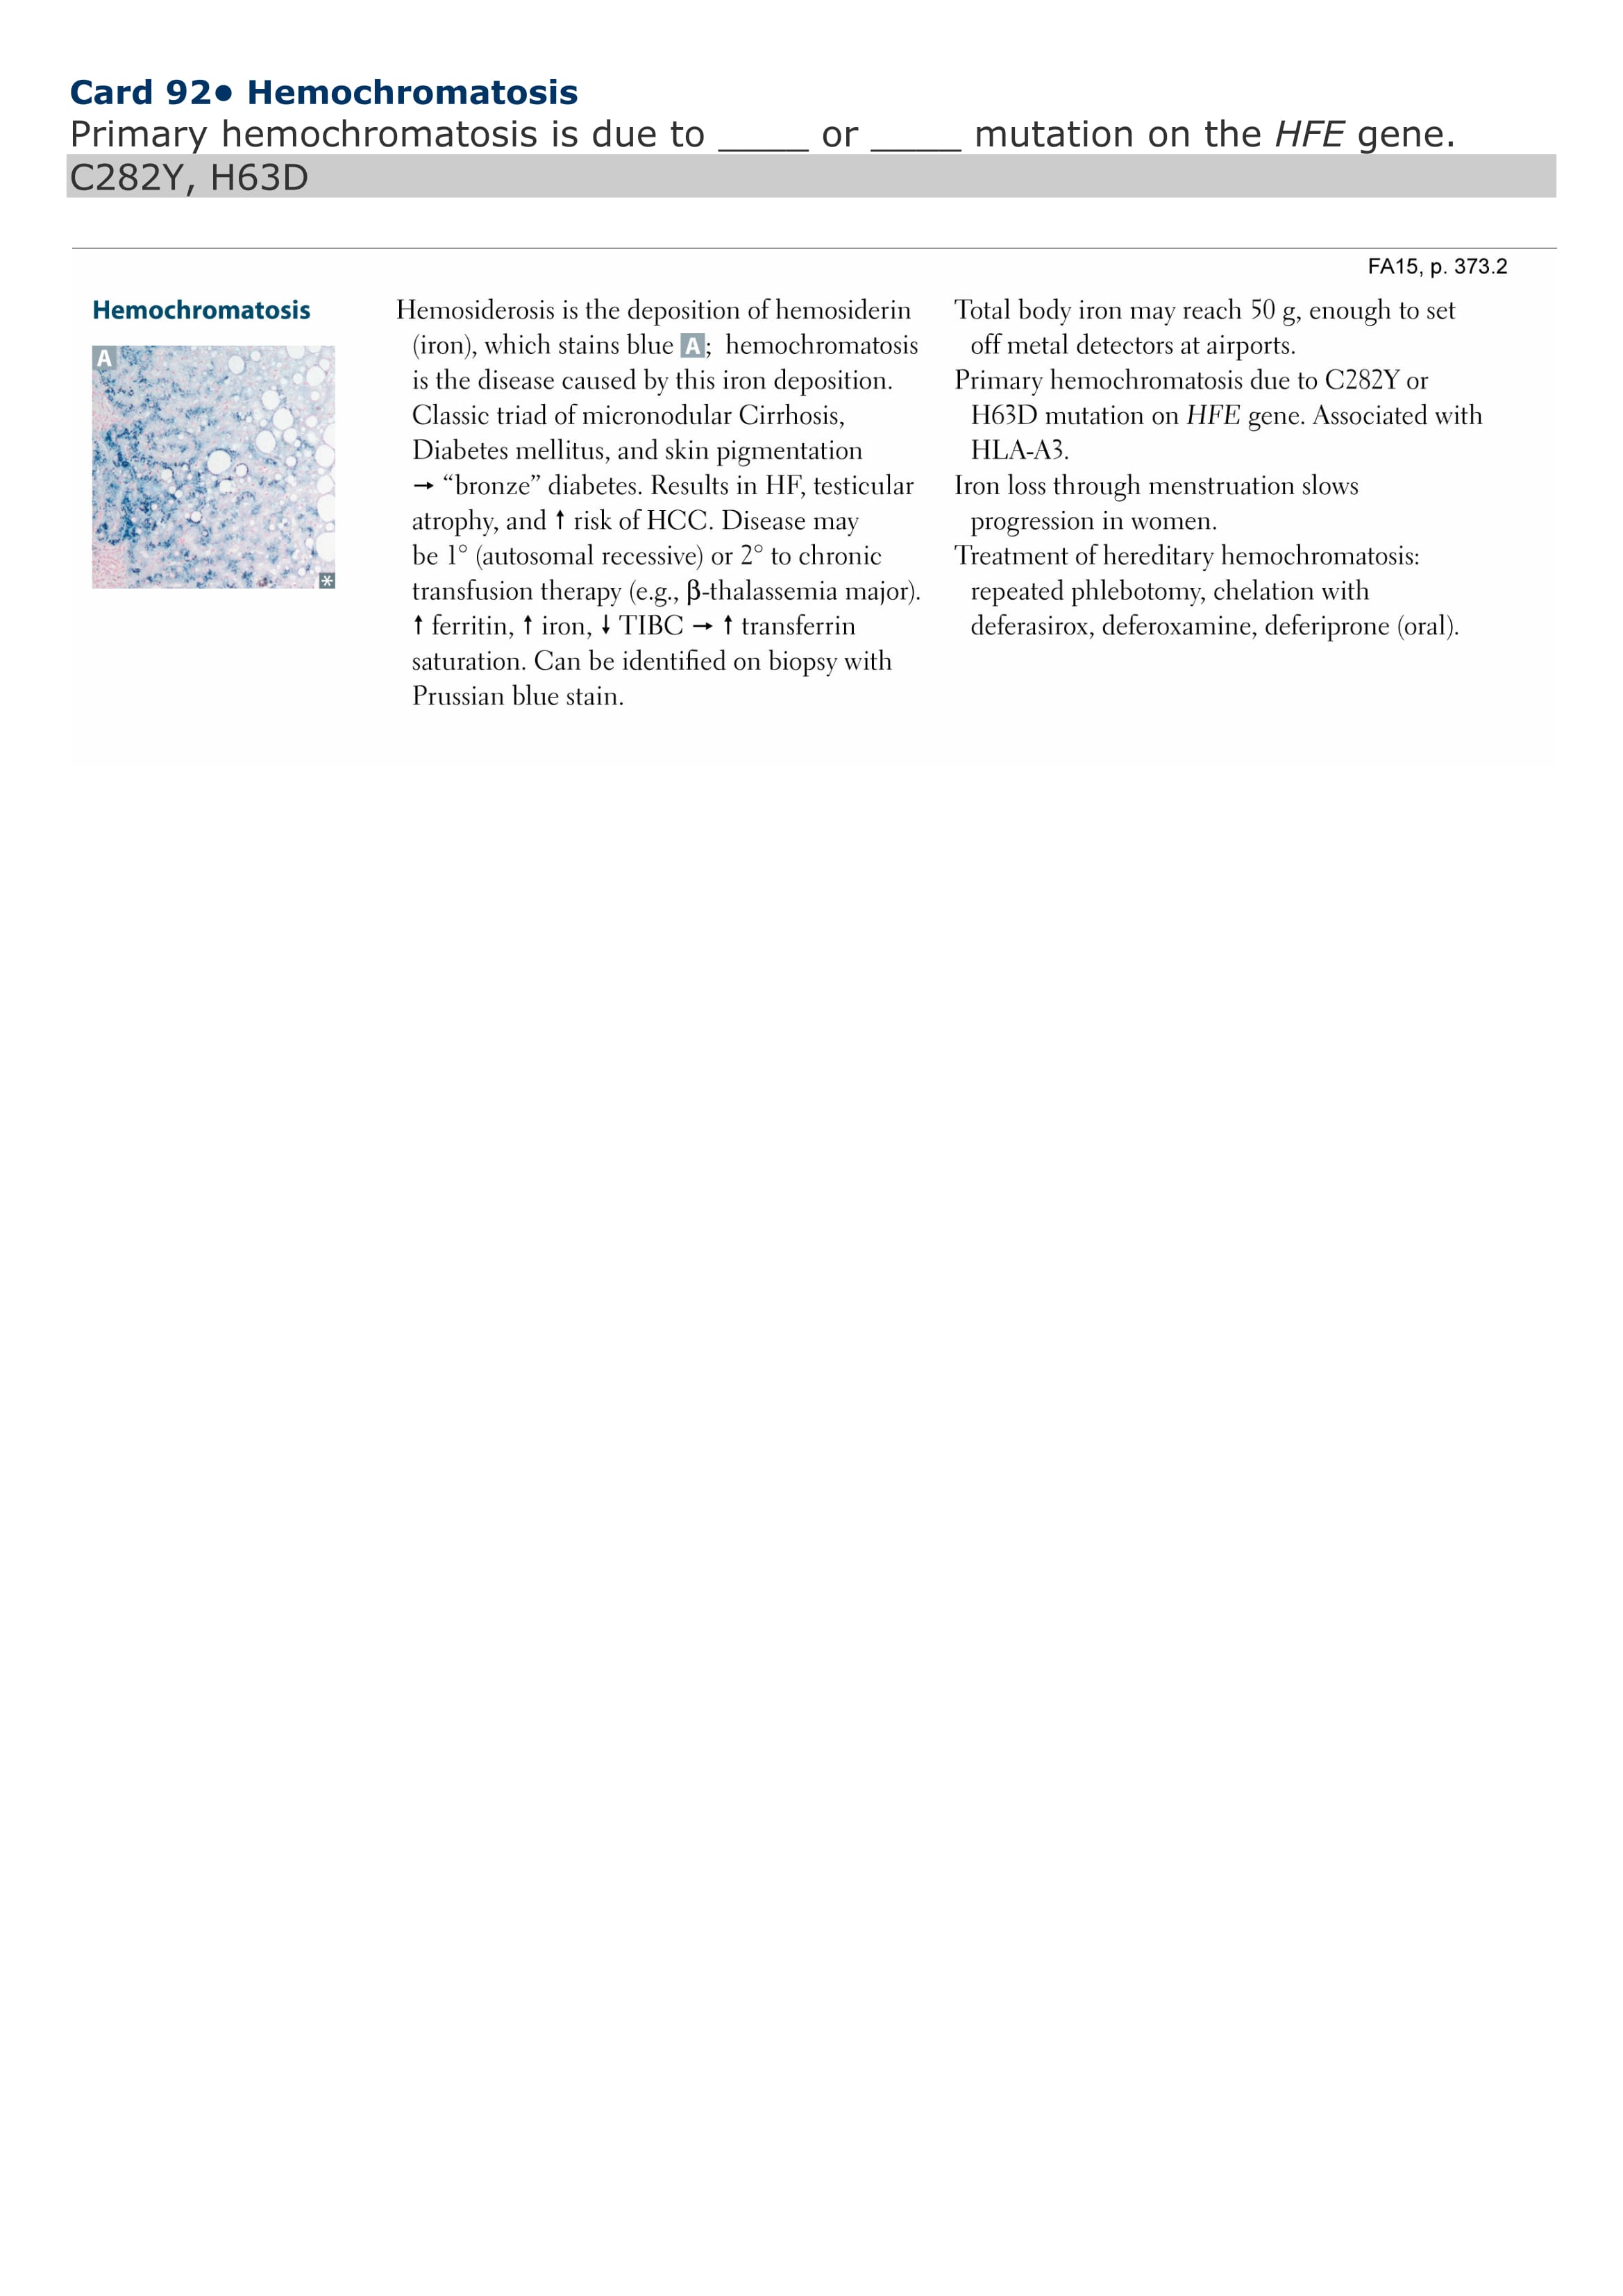 Card 92● Hemochromatosis
Primary hemochromatosis is due to _____ or _____ mutation on the HFE gene.
C282Y, H63D
FA15, p. 373.2
Hemochromatosis
A
*
Hemosiderosis is the deposition of hemosiderin
(iron), which stains blue A; hemochromatosis
is the disease caused by this iron deposition.
Classic triad of micronodular Cirrhosis,
Diabetes mellitus, and skin pigmentation
→ “bronze” diabetes. Results in HF, testicular
atrophy, and ↑ risk of HCC. Disease may
be 1° (autosomal recessive) or 2° to chronic
transfusion therapy (e.g., β-thalassemia major).
↑ ferritin, ↑ iron, ↓ TIBC → ↑ transferrin
saturation. Can be identified on biopsy with
Prussian blue stain.
Total body iron may reach 50 g, enough to set
off metal detectors at airports.
Primary hemochromatosis due to C282Y or
H63D mutation on HFE gene. Associated with
HLA-A3.
Iron loss through menstruation slows
progression in women.
Treatment of hereditary hemochromatosis:
repeated phlebotomy, chelation with
deferasirox, deferoxamine, deferiprone (oral).